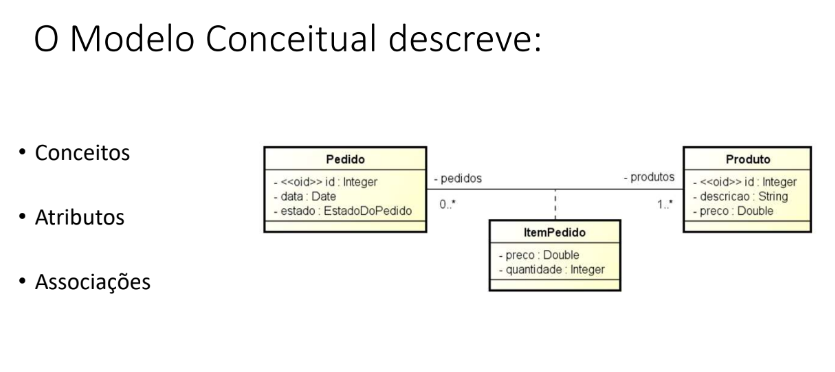 O Modelo Conceitual descreve:
• Conceitos
• Atributos
• Associações
Pedido
- <<oid>> id : Integer
- data : Date
- estado : EstadoDoPedido
- pedidos
0..*
- produtos
1..*
ItemPedido
- preco : Double
- quantidade : Integer
Produto
- <<oid>> id : Integer
- descricao : String
- preco : Double